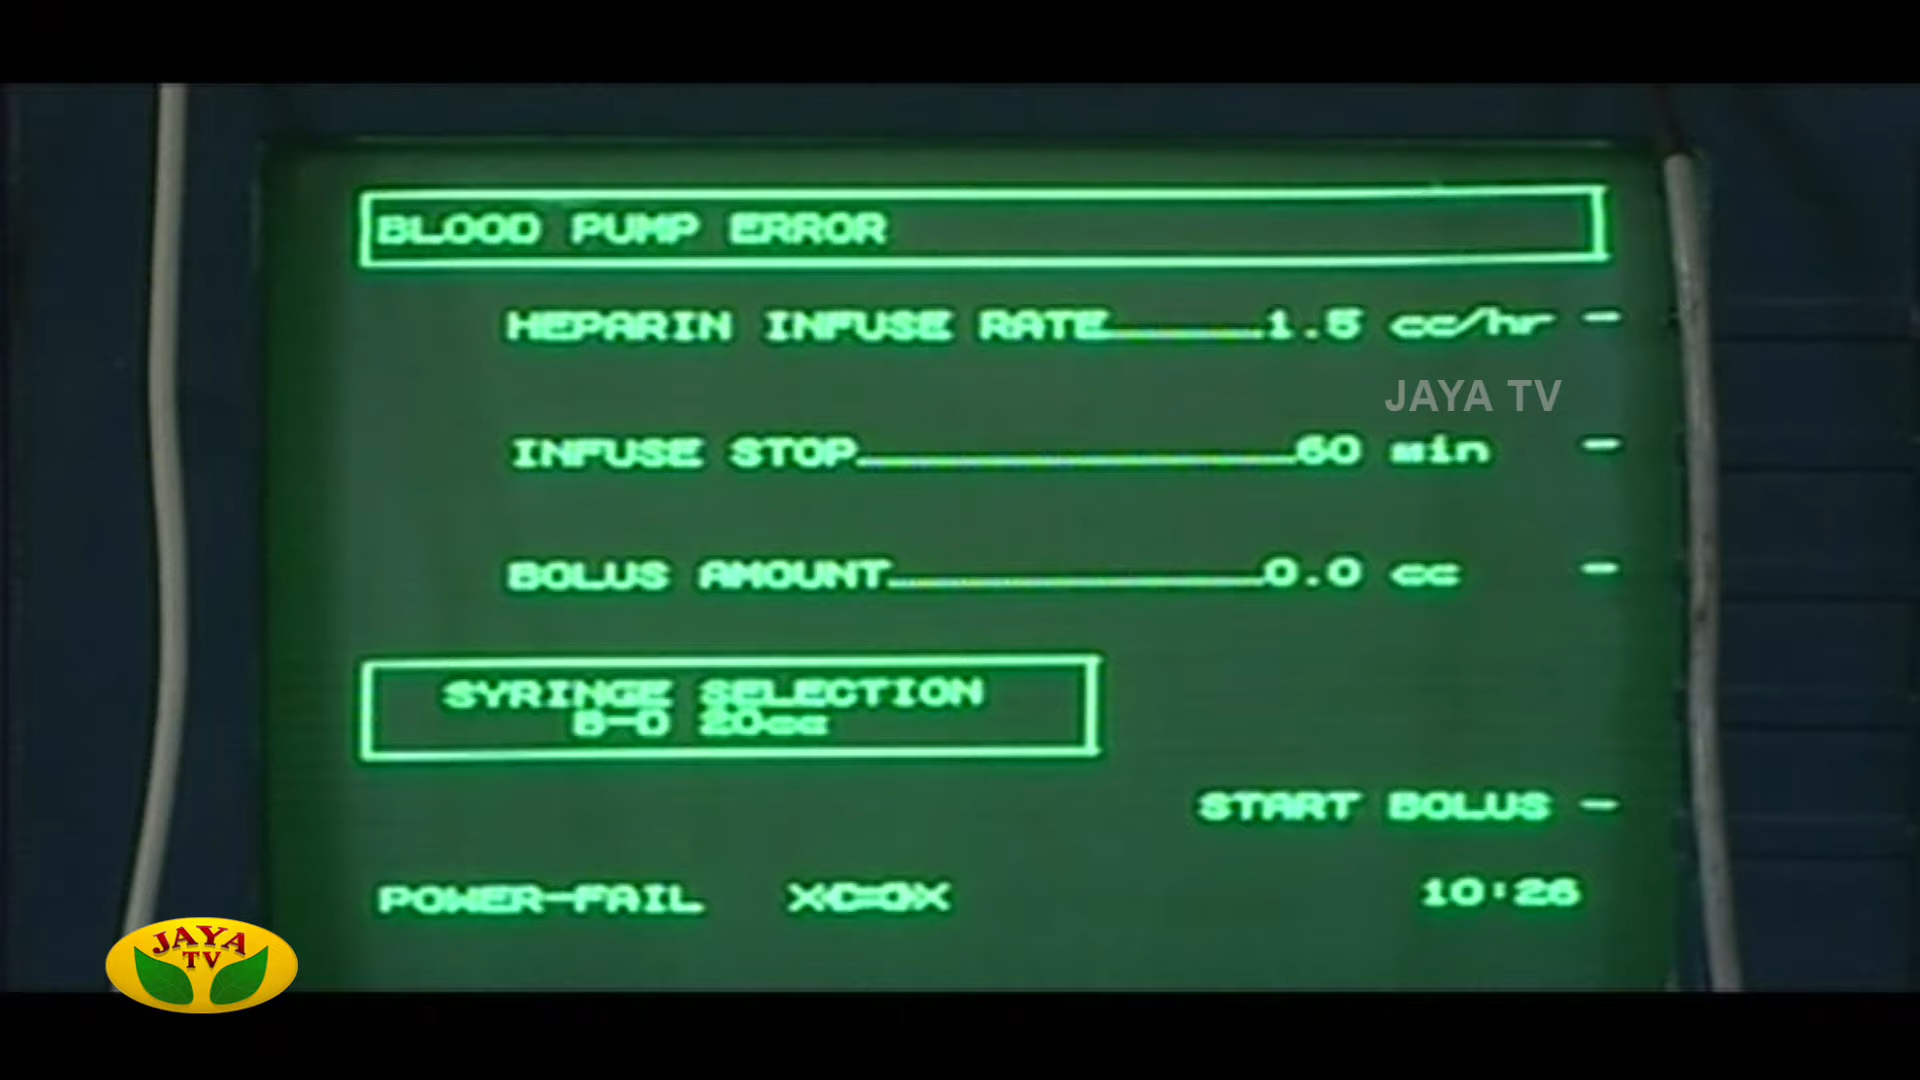 BLOOD PUMP ERROR
HEPARIN INFUSE RATE 1.5 cc/hr –
JAYA TV
INFUSE STOP 60 min –
BOLUS AMOUNT 0.0 cc –
SYRINGE SELECTION
B-D 20cc
START BOLUS –
POWER-FAIL
10:26
JAYA
TV